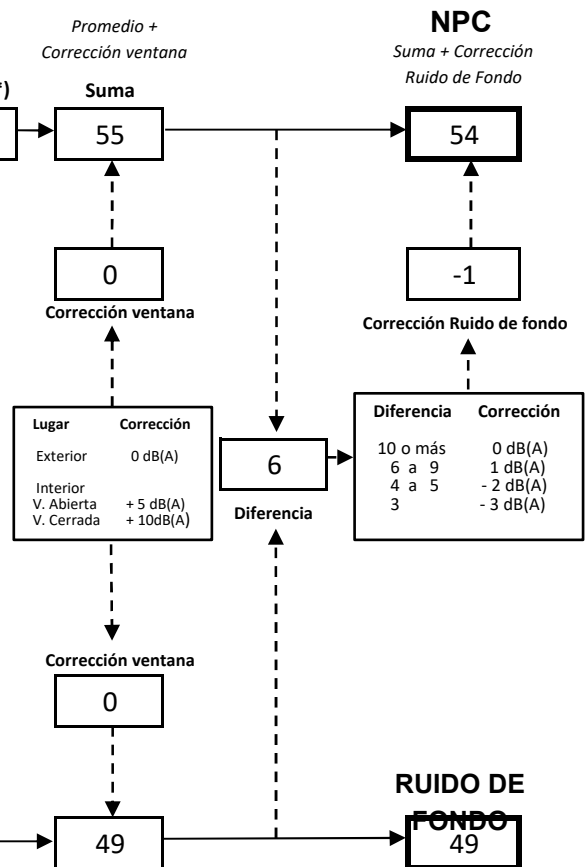 Promedio +
Corrección ventana
NPC
Suma + Corrección
Ruido de Fondo
*)
Suma
55
54
0
-1
Corrección ventana
Corrección Ruido de fondo
Lugar Corrección
Exterior 0 dB(A)
Interior
V. Abierta + 5 dB(A)
V. Cerrada + 10dB(A)
6
Diferencia
Diferencia Corrección
10 o más 0 dB(A)
6 a 9 1 dB(A)
4 a 5 - 2 dB(A)
3 - 3 dB(A)
Corrección ventana
0
RUIDO DE
FONDO
49
49